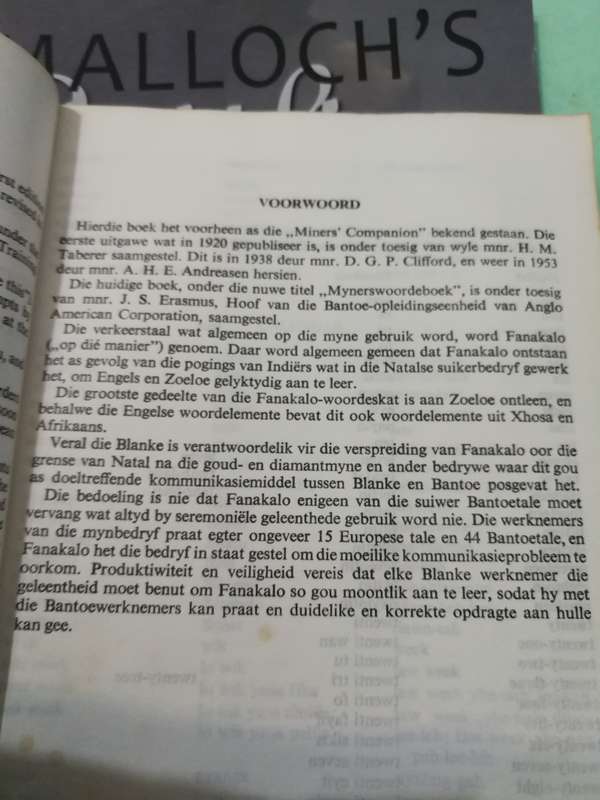 MALLOCH'S
rst editi
revised i
under the
Training
this"
at the
and
VOORWOORD
Hierdie boek het voorheen as die „Miners' Companion” bekend gestaan. Die
eerste uitgawe wat in 1920 gepubliseer is, is onder toesig van wyle mnr. H. M.
Taberer saamgestel. Dit is in 1938 deur mnr. D. G. P. Clifford, en weer in 1953
deur mnr. A. H. E. Andreasen hersien.
Die huidige boek, onder die nuwe titel „Mynerswoordeboek”, is onder toesig
van mnr. J. S. Erasmus, Hoof van die Bantoe-opleidingseenheid van Anglo
American Corporation, saamgestel.
Die verkeerstaal wat algemeen op die myne gebruik word, word Fanakalo
(„op dié manier”) genoem. Daar word algemeen gemeen dat Fanakalo ontstaan
het as gevolg van die pogings van Indiërs wat in die Natalse suikerbedryf gewerk
het, om Engels en Zoeloe gelyktydig aan te leer.
Die grootste gedeelte van die Fanakalo-woordeskat is aan Zoeloe ontleen, en
behalwe die Engelse woordelemente bevat dit ook woordelemente uit Xhosa en
Afrikaans.
Veral die Blanke is verantwoordelik vir die verspreiding van Fanakalo oor die
grense van Natal na die goud- en diamantmyne en ander bedrywe waar dit gou
as doeltreffende kommunikasiemiddel tussen Blanke en Bantoe posgevat het.
Die bedoeling is nie dat Fanakalo enigeen van die suiwer Bantoetale moet
vervang wat altyd by seremoniële geleenthede gebruik word nie. Die werknemers
van die mynbedryf praat egter ongeveer 15 Europese tale en 44 Bantoetale, en
Fanakalo het die bedryf in staat gestel om die moeilike kommunikasieprobleem te
oorkom. Produktiwiteit en veiligheid vereis dat elke Blanke werknemer die
geleentheid moet benut om Fanakalo so gou moontlik aan te leer, sodat hy met
die Bantoewerknemers kan praat en duidelike en korrekte opdragte aan hulle
kan gee.